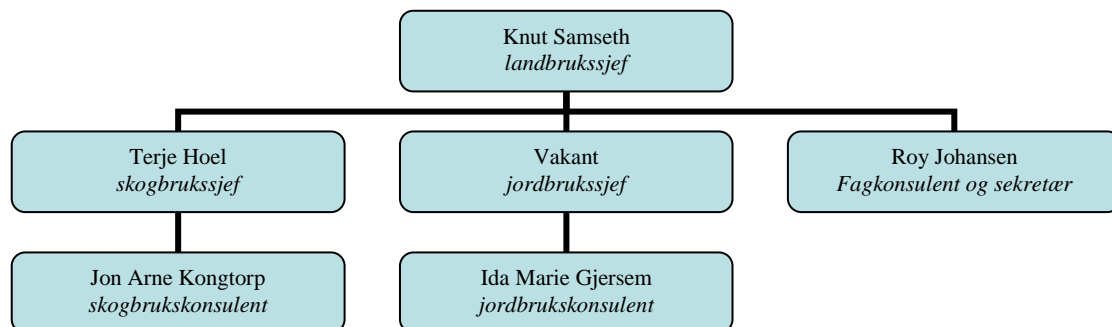 Knut Samseth
landbrukssjef
Terje Hoel
skogbrukssjef
Vakant
jordbrukssjef
Roy Johansen
Fagkonsulent og sekretær
Jon Arne Kongtorp
skogbrukskonsulent
Ida Marie Gjersem
jordbrukskonsulent